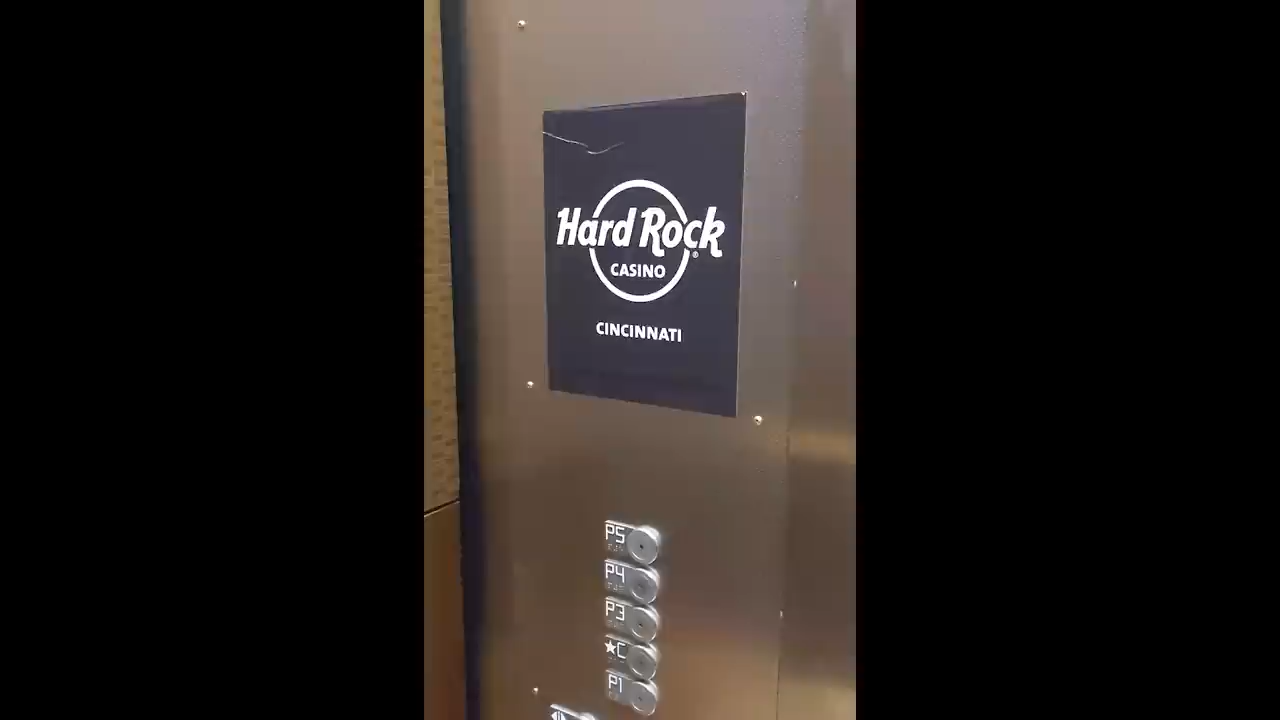 Hard Rock®
CASINO
CINCINNATI
P5
P4
P3
★C
P1